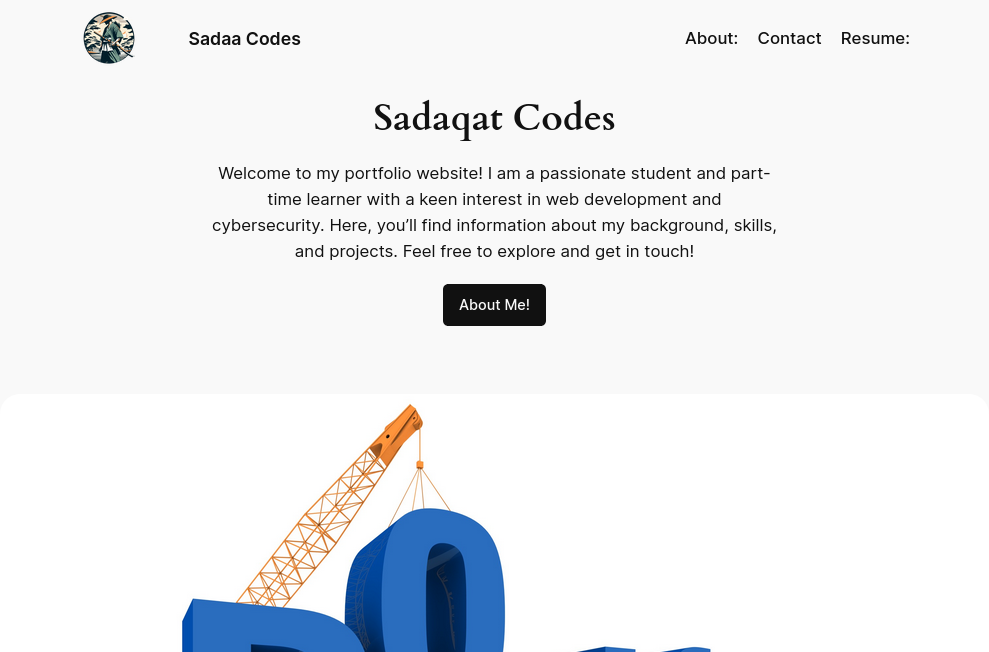 Sadaa Codes
About: Contact Resume:
Sadaqat Codes
Welcome to my portfolio website! I am a passionate student and part-
time learner with a keen interest in web development and
cybersecurity. Here, you’ll find information about my background, skills,
and projects. Feel free to explore and get in touch!
About Me!